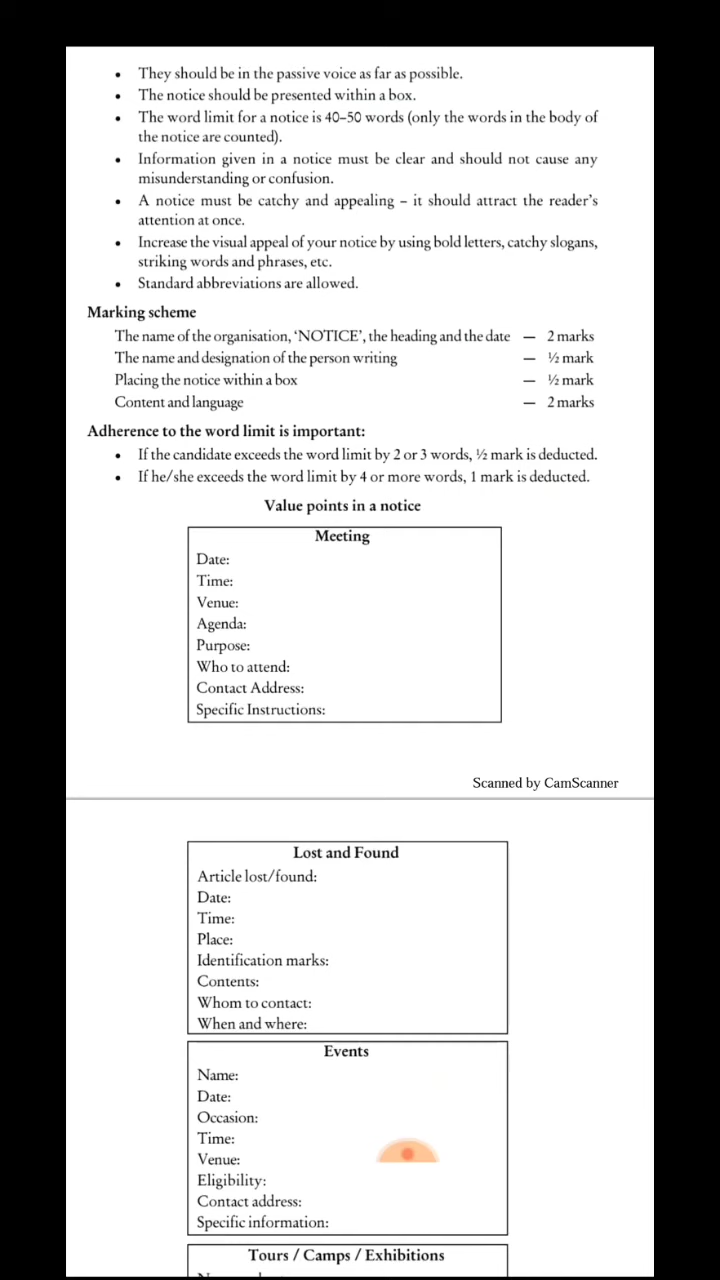 • They should be in the passive voice as far as possible.
• The notice should be presented within a box.
• The word limit for a notice is 40–50 words (only the words in the body of
the notice are counted).
• Information given in a notice must be clear and should not cause any
misunderstanding or confusion.
• A notice must be catchy and appealing – it should attract the reader's
attention at once.
• Increase the visual appeal of your notice by using bold letters, catchy slogans,
striking words and phrases, etc.
• Standard abbreviations are allowed.
Marking scheme
The name of the organisation, 'NOTICE', the heading and the date — 2 marks
The name and designation of the person writing — ½ mark
Placing the notice within a box — ½ mark
Content and language — 2 marks
Adherence to the word limit is important:
• If the candidate exceeds the word limit by 2 or 3 words, ½ mark is deducted.
• If he/she exceeds the word limit by 4 or more words, 1 mark is deducted.
Value points in a notice
Meeting
Date:
Time:
Venue:
Agenda:
Purpose:
Who to attend:
Contact Address:
Specific Instructions:
Scanned by CamScanner
Lost and Found
Article lost/found:
Date:
Time:
Place:
Identification marks:
Contents:
Whom to contact:
When and where:
Events
Name:
Date:
Occasion:
Time:
Venue:
Eligibility:
Contact address:
Specific information:
Tours / Camps / Exhibitions